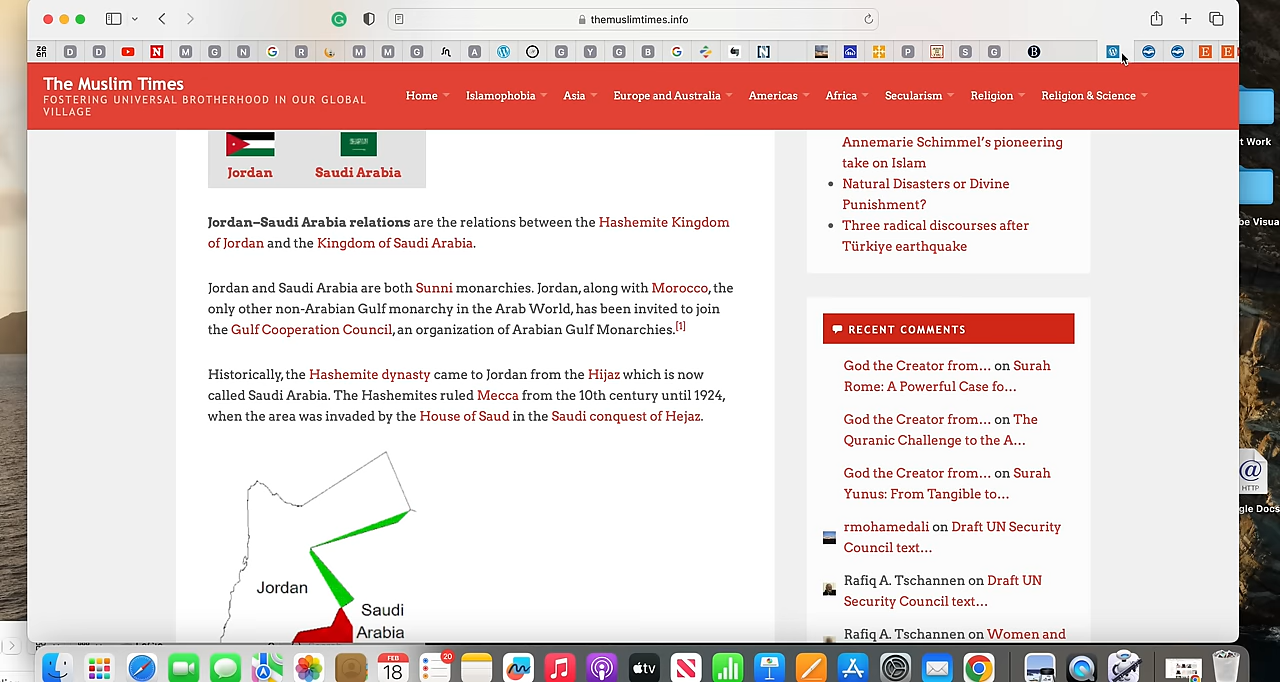 themuslimtimes.info
The Muslim Times
FOSTERING UNIVERSAL BROTHERHOOD IN OUR GLOBAL
VILLAGE
Home Islamophobia Asia Europe and Australia Americas Africa Secularism Religion Religion & Science
Jordan Saudi Arabia
Jordan–Saudi Arabia relations are the relations between the Hashemite Kingdom
of Jordan and the Kingdom of Saudi Arabia.
Jordan and Saudi Arabia are both Sunni monarchies. Jordan, along with Morocco, the
only other non-Arabian Gulf monarchy in the Arab World, has been invited to join
the Gulf Cooperation Council, an organization of Arabian Gulf Monarchies.[1]
Historically, the Hashemite dynasty came to Jordan from the Hijaz which is now
called Saudi Arabia. The Hashemites ruled Mecca from the 10th century until 1924,
when the area was invaded by the House of Saud in the Saudi conquest of Hejaz.
Jordan
Saudi
Arabia
Annemarie Schimmel's pioneering
take on Islam
Natural Disasters or Divine
Punishment?
Three radical discourses after
Türkiye earthquake
RECENT COMMENTS
God the Creator from... on Surah
Rome: A Powerful Case fo...
God the Creator from... on The
Quranic Challenge to the A...
God the Creator from... on Surah
Yunus: From Tangible to...
rmohamedali on Draft UN Security
Council text...
Rafiq A. Tschannen on Draft UN
Security Council text...
Rafiq A. Tschannen on Women and
t Work
be Visua
HTTP
gle Docs
FEB
18
20
tv